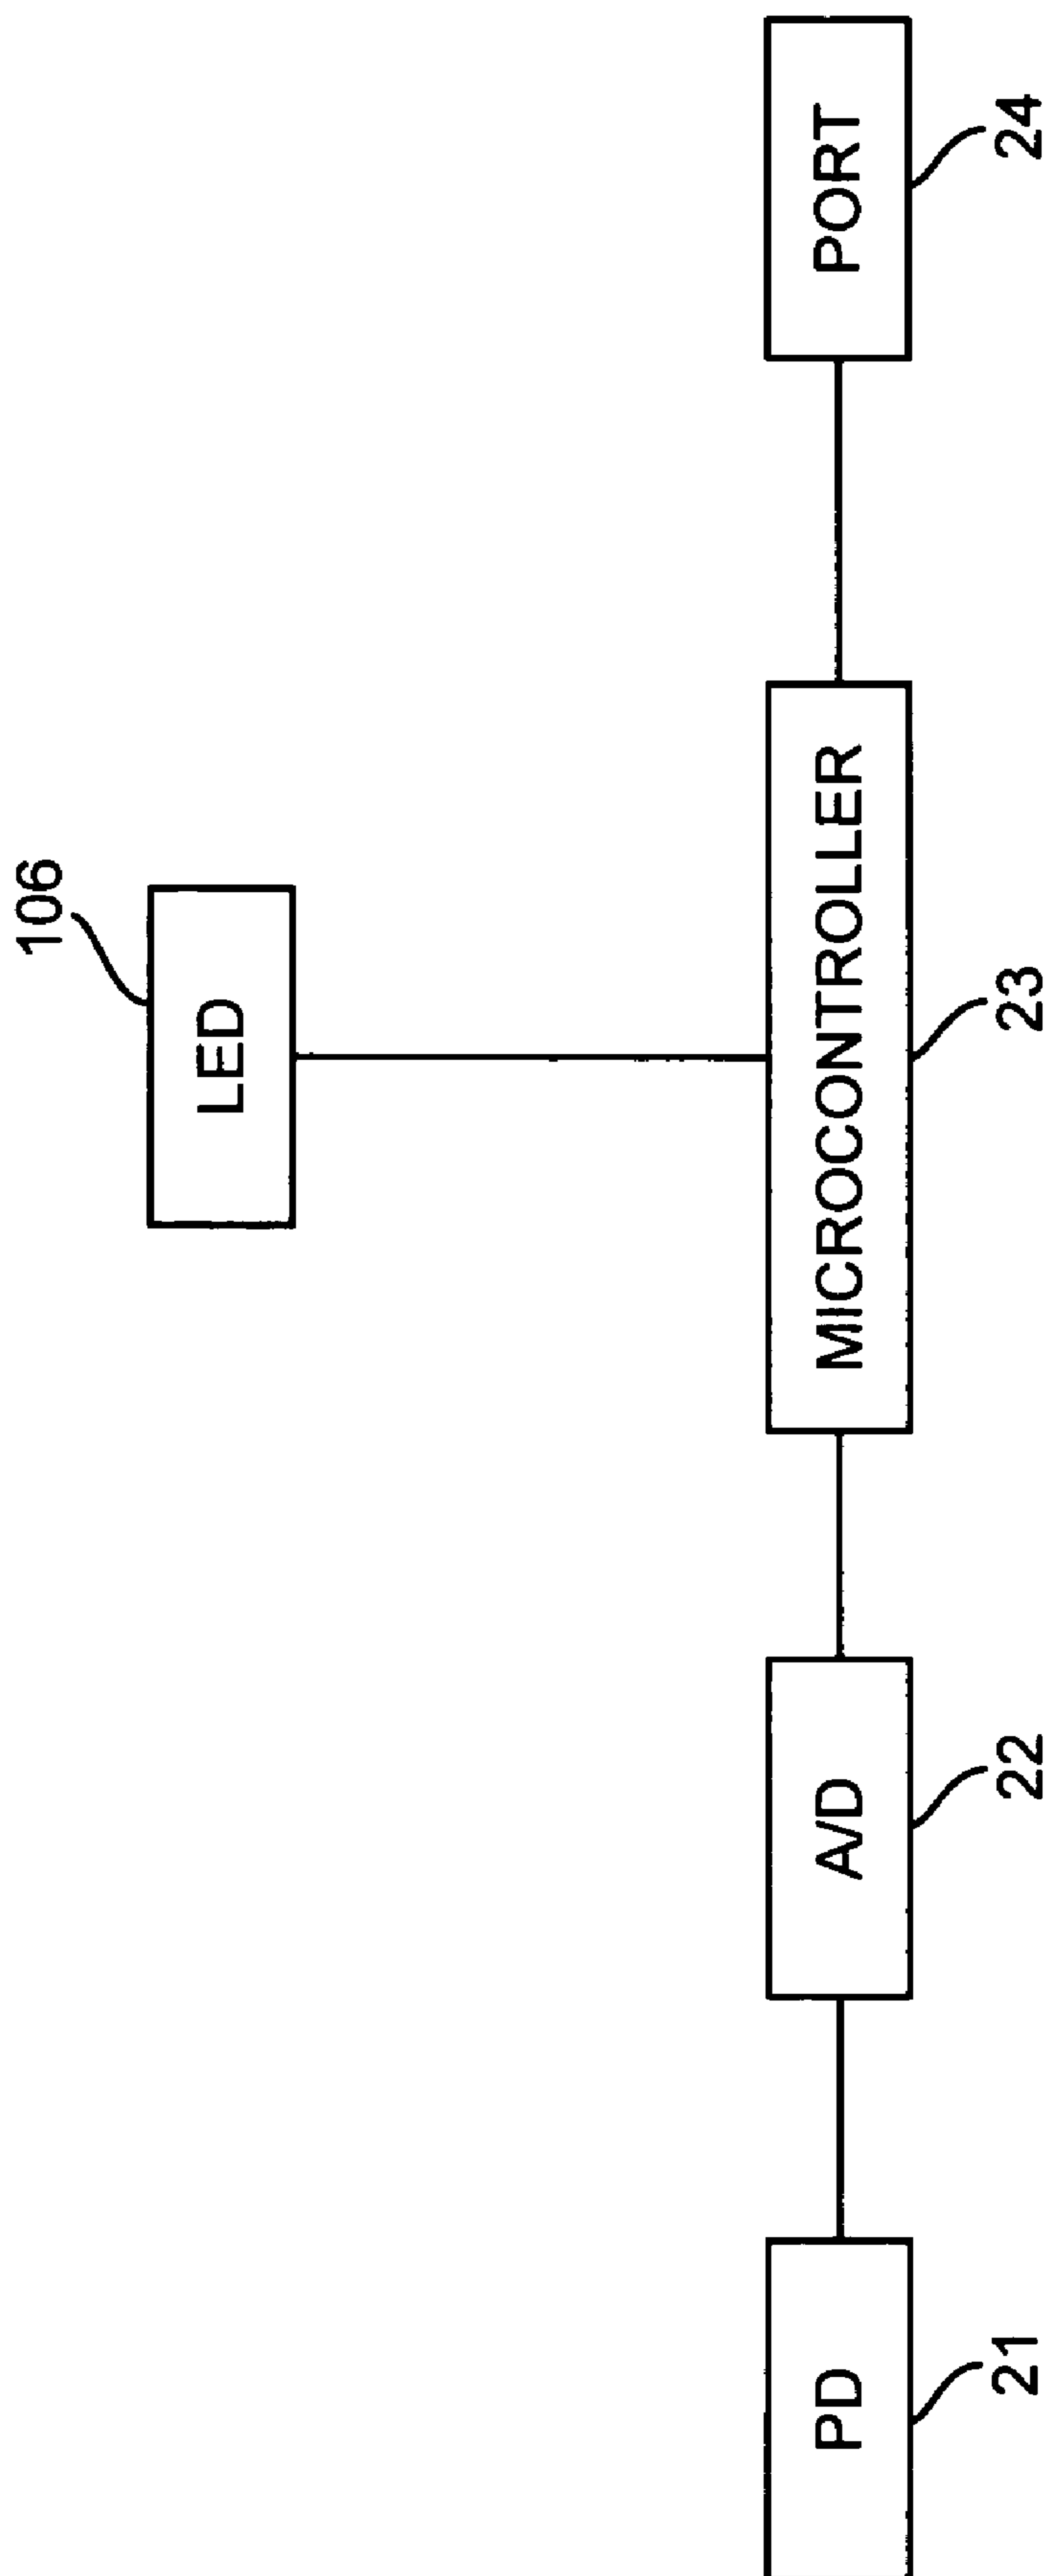 106
LED
PD
A/D
MICROCONTROLLER
PORT
21
22
23
24